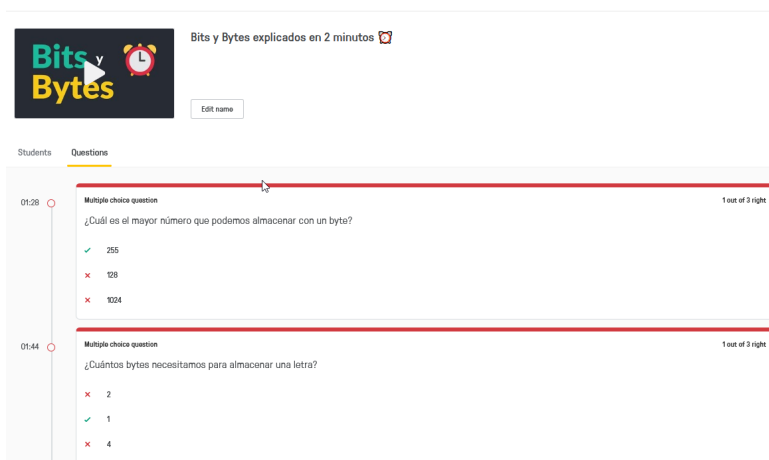 Bits y
Bytes
Bits y Bytes explicados en 2 minutos ⏰
Edit name
Students Questions
01:28 Multiple choice question 1 out of 3 right
¿Cuál es el mayor número que podemos almacenar con un byte?
255
128
1024
01:44 Multiple choice question 1 out of 3 right
¿Cuántos bytes necesitamos para almacenar una letra?
2
1
4